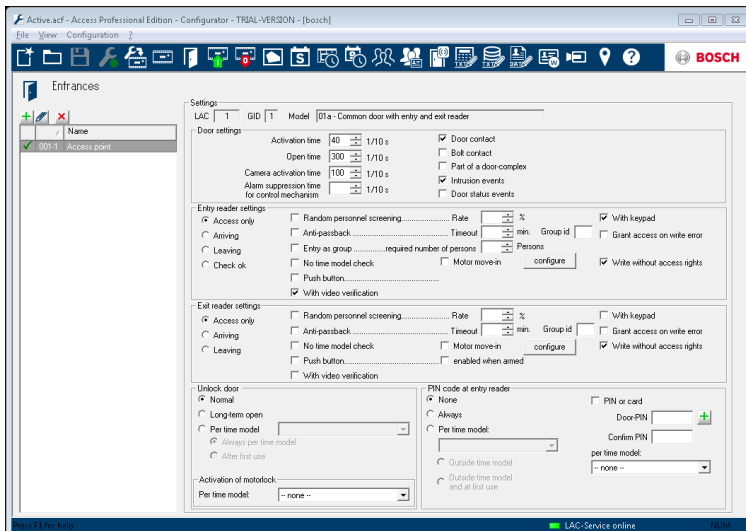 Active.acf - Access Professional Edition - Configurator - TRIAL-VERSION - [bosch]
File View Configuration ?
BOSCH
Entrances
Name
001-1 Access point
Settings
LAC 1 GID 1 Model 01a - Common door with entry and exit reader
Door settings
Activation time 40 1/10 s
Open time 300 1/10 s
Camera activation time 100 1/10 s
Alarm suppression time
for control mechanism 1/10 s
Door contact
Bolt contact
Part of a door-complex
Intrusion events
Door status events
Entry reader settings
Access only
Arriving
Leaving
Check ok
Random personnel screening........................ Rate %
Anti-passback ............................................ Timeout min. Group id
Entry as group ..............required number of persons Persons
No time model check Motor move-in configure
Push button.......................................
With video verification
With keypad
Grant access on write error
Write without access rights
Exit reader settings
Access only
Arriving
Leaving
Random personnel screening........................ Rate %
Anti-passback ............................................ Timeout min. Group id
No time model check Motor move-in configure
Push button....................................... enabled when armed
With video verification
With keypad
Grant access on write error
Write without access rights
Unlock door
Normal
Long-term open
Per time model
Always per time model
After first use
Activation of motorlock
Per time model: -- none --
PIN code at entry reader
None
Always
Per time model:
Outside time model
Outside time model
and at first use
PIN or card
Door-PIN
Confirm PIN
per time model:
-- none --
Press F1 for help
LAC-Service online
NUM